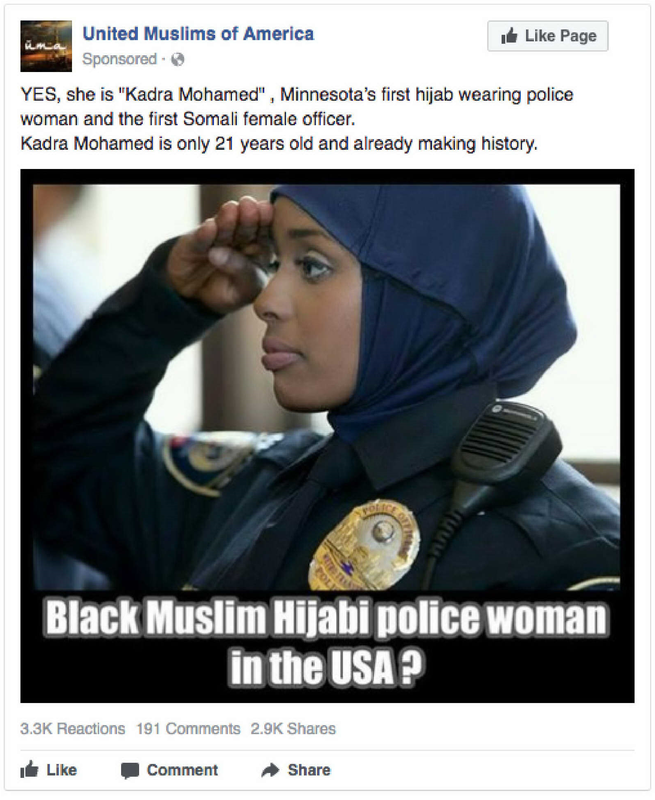 uma
United Muslims of America
Like Page
Sponsored ·
YES, she is "Kadra Mohamed" , Minnesota’s first hijab wearing police
woman and the first Somali female officer.
Kadra Mohamed is only 21 years old and already making history.
MOTOROLA
POLICE OFFICER
Black Muslim Hijabi police woman
in the USA ?
3.3K Reactions 191 Comments 2.9K Shares
Like Comment Share